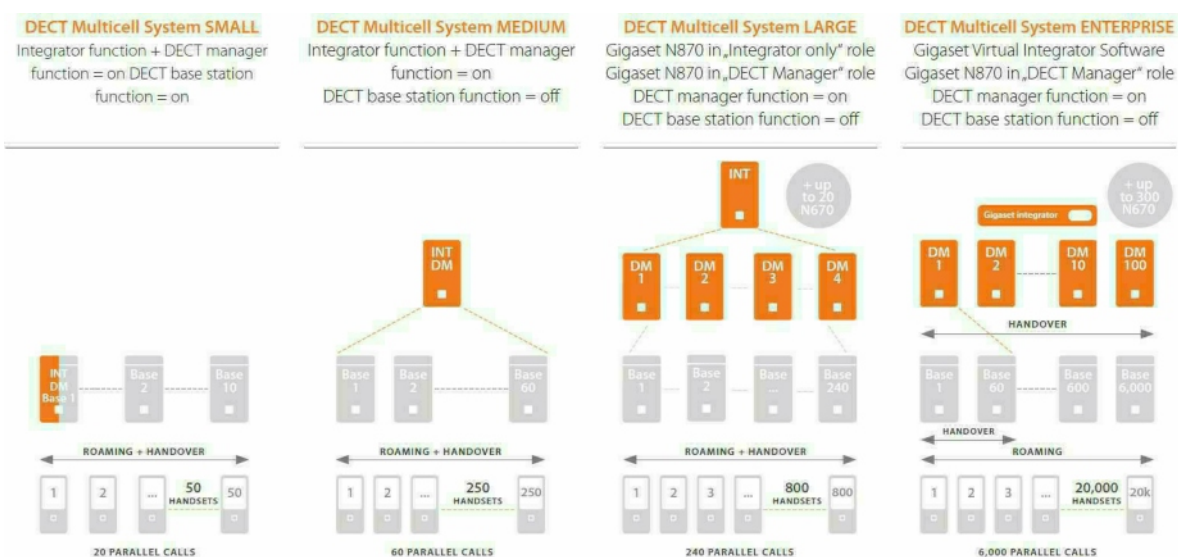 DECT Multicell System SMALL
Integrator function + DECT manager
function = on DECT base station
function = on
INT
DM
Base 1
Base
2
Base
10
ROAMING + HANDOVER
1
2
...
50
HANDSETS
50
20 PARALLEL CALLS
DECT Multicell System MEDIUM
Integrator function + DECT manager
function = on
DECT base station function = off
INT
DM
Base
1
Base
2
Base
60
ROAMING + HANDOVER
1
2
...
250
HANDSETS
250
60 PARALLEL CALLS
DECT Multicell System LARGE
Gigaset N870 in „Integrator only“ role
Gigaset N870 in „DECT Manager“ role
DECT manager function = on
DECT base station function = off
INT
+ up
to 20
N670
DM
1
DM
2
DM
3
DM
4
Base
1
Base
2
Base
...
Base
240
ROAMING + HANDOVER
1
2
3
...
800
HANDSETS
800
240 PARALLEL CALLS
DECT Multicell System ENTERPRISE
Gigaset Virtual Integrator Software
Gigaset N870 in „DECT Manager“ role
DECT manager function = on
DECT base station function = off
+ up
to 300
N670
Gigaset integrator
DM
1
DM
2
DM
10
DM
100
HANDOVER
Base
1
Base
60
Base
600
Base
6,000
HANDOVER
ROAMING
1
2
3
...
20,000
HANDSETS
20k
6,000 PARALLEL CALLS